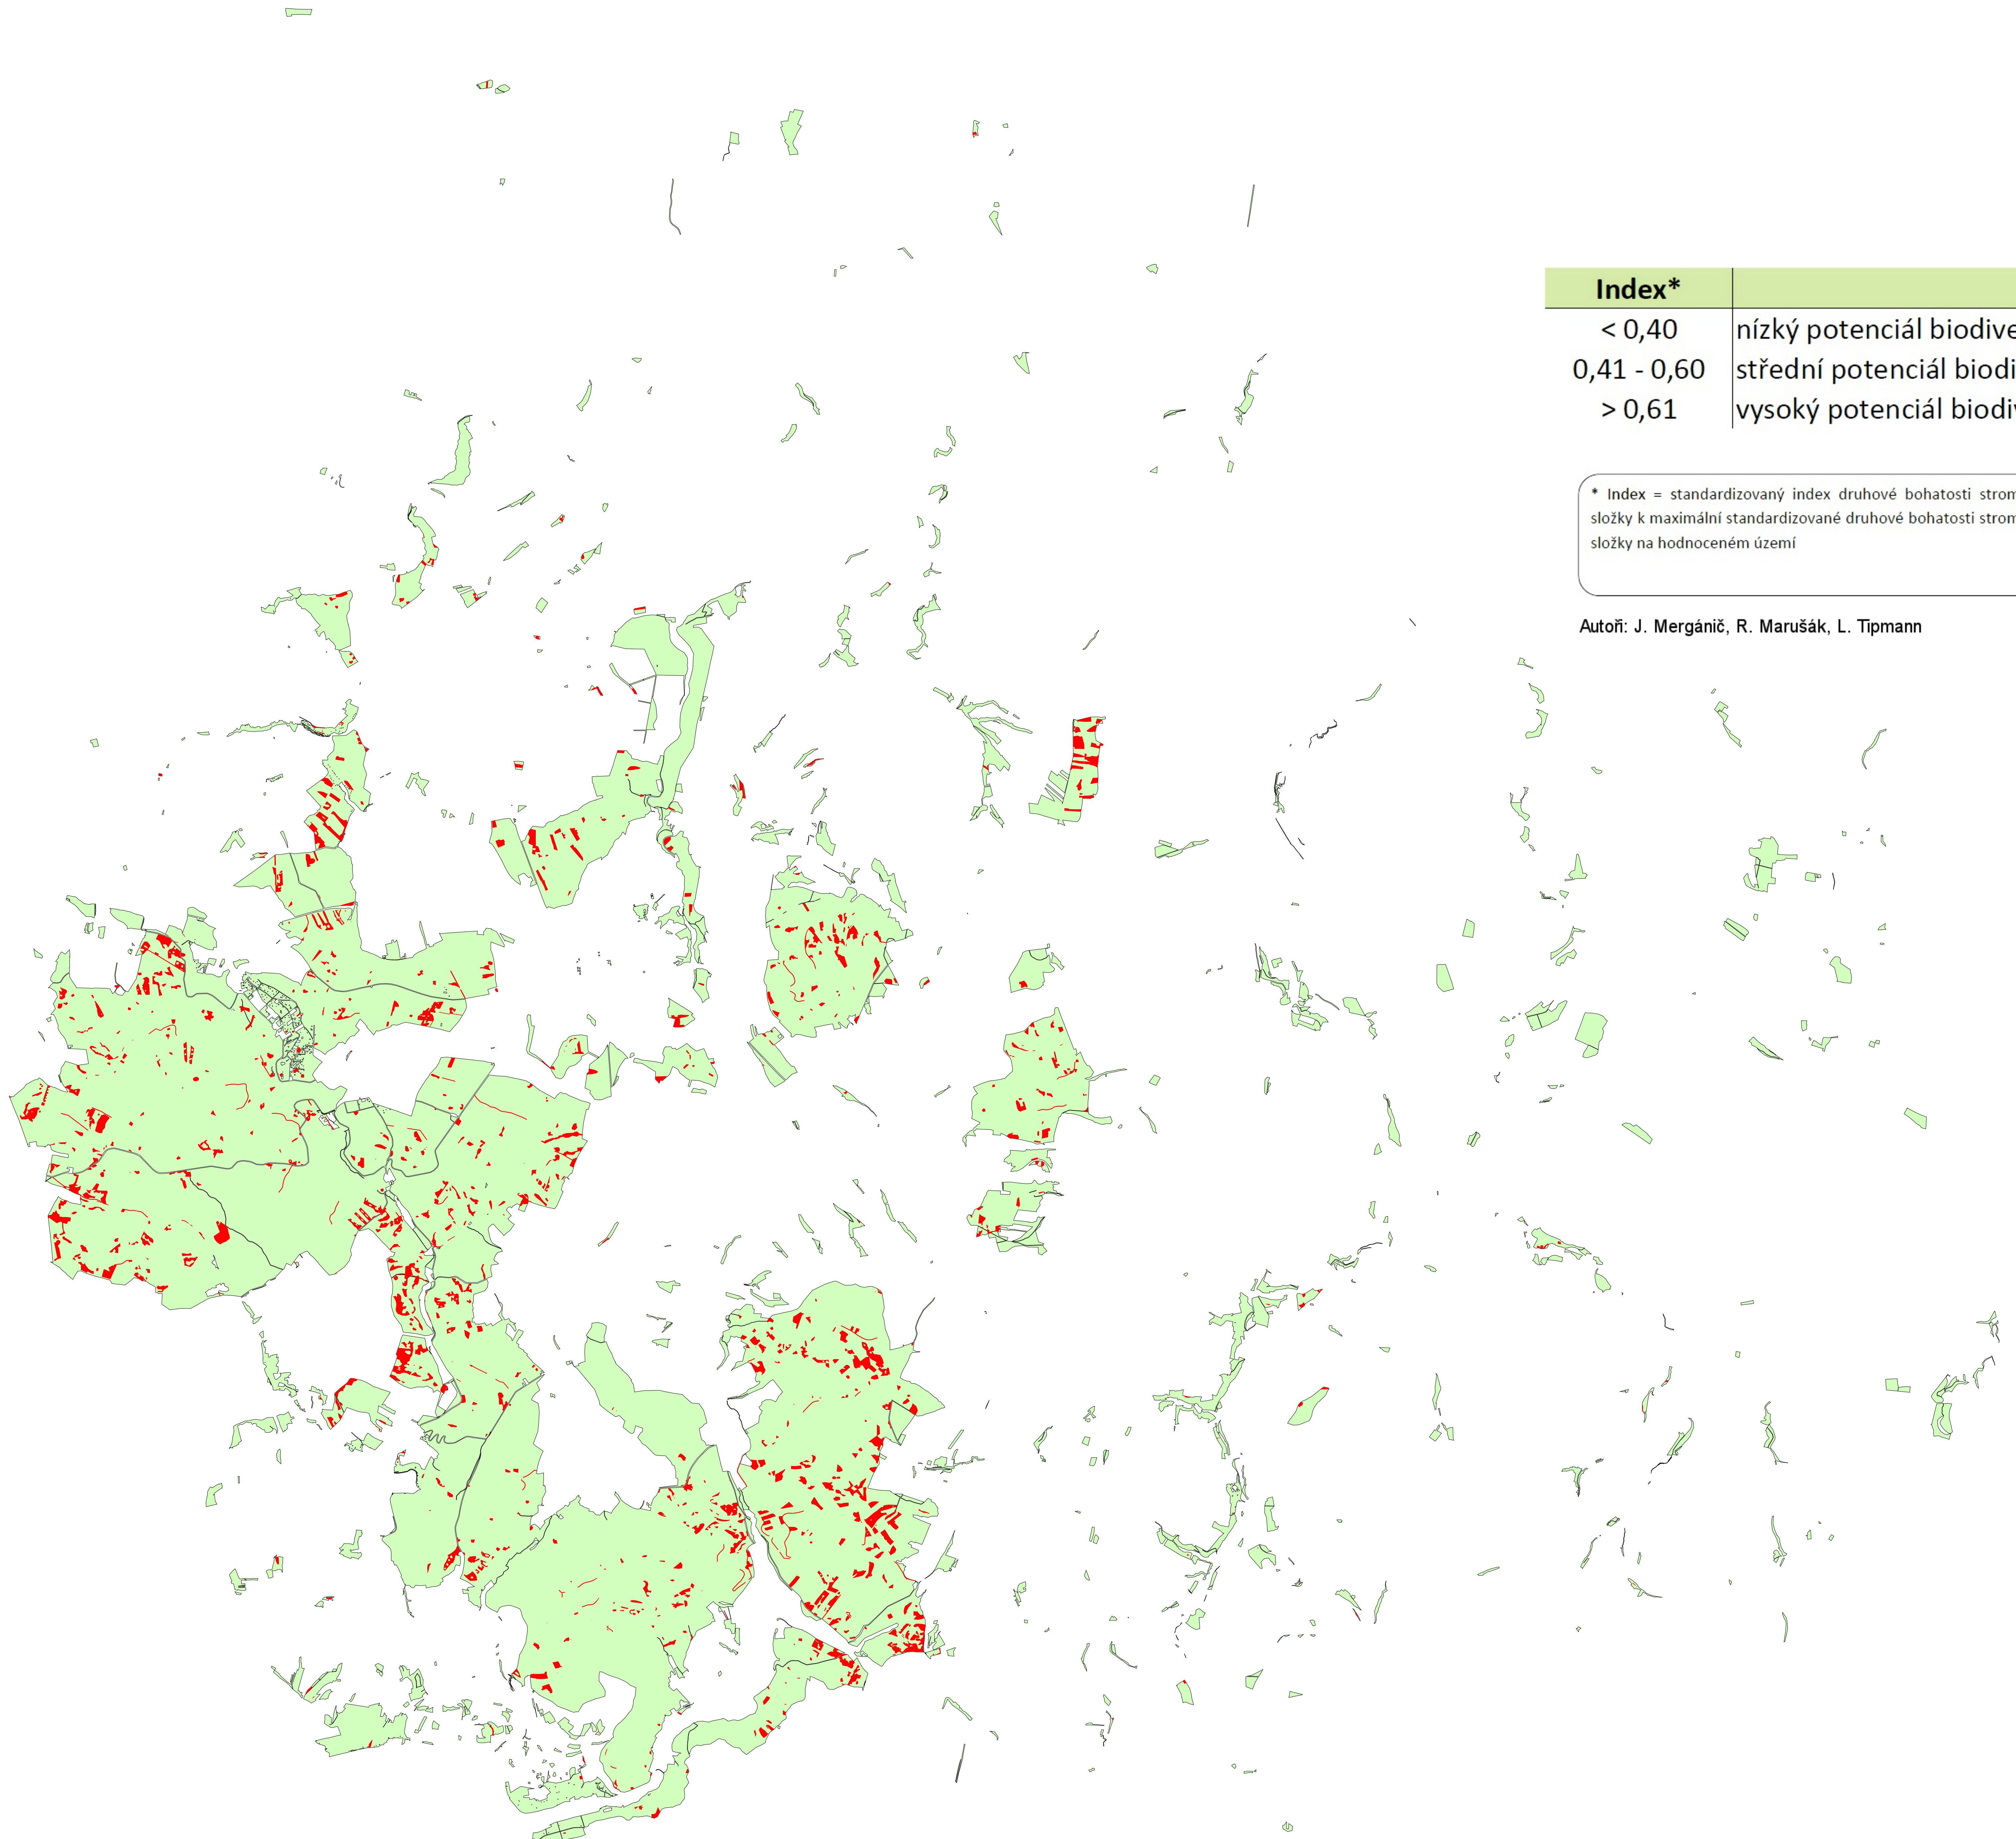 Index*
< 0,40 nízký potenciál biodive
0,41 - 0,60 střední potenciál biodi
> 0,61 vysoký potenciál biodiv
* Index = standardizovaný index druhové bohatosti strom
složky k maximální standardizované druhové bohatosti strom
složky na hodnoceném území
Autoři: J. Mergánič, R. Marušák, L. Tipmann